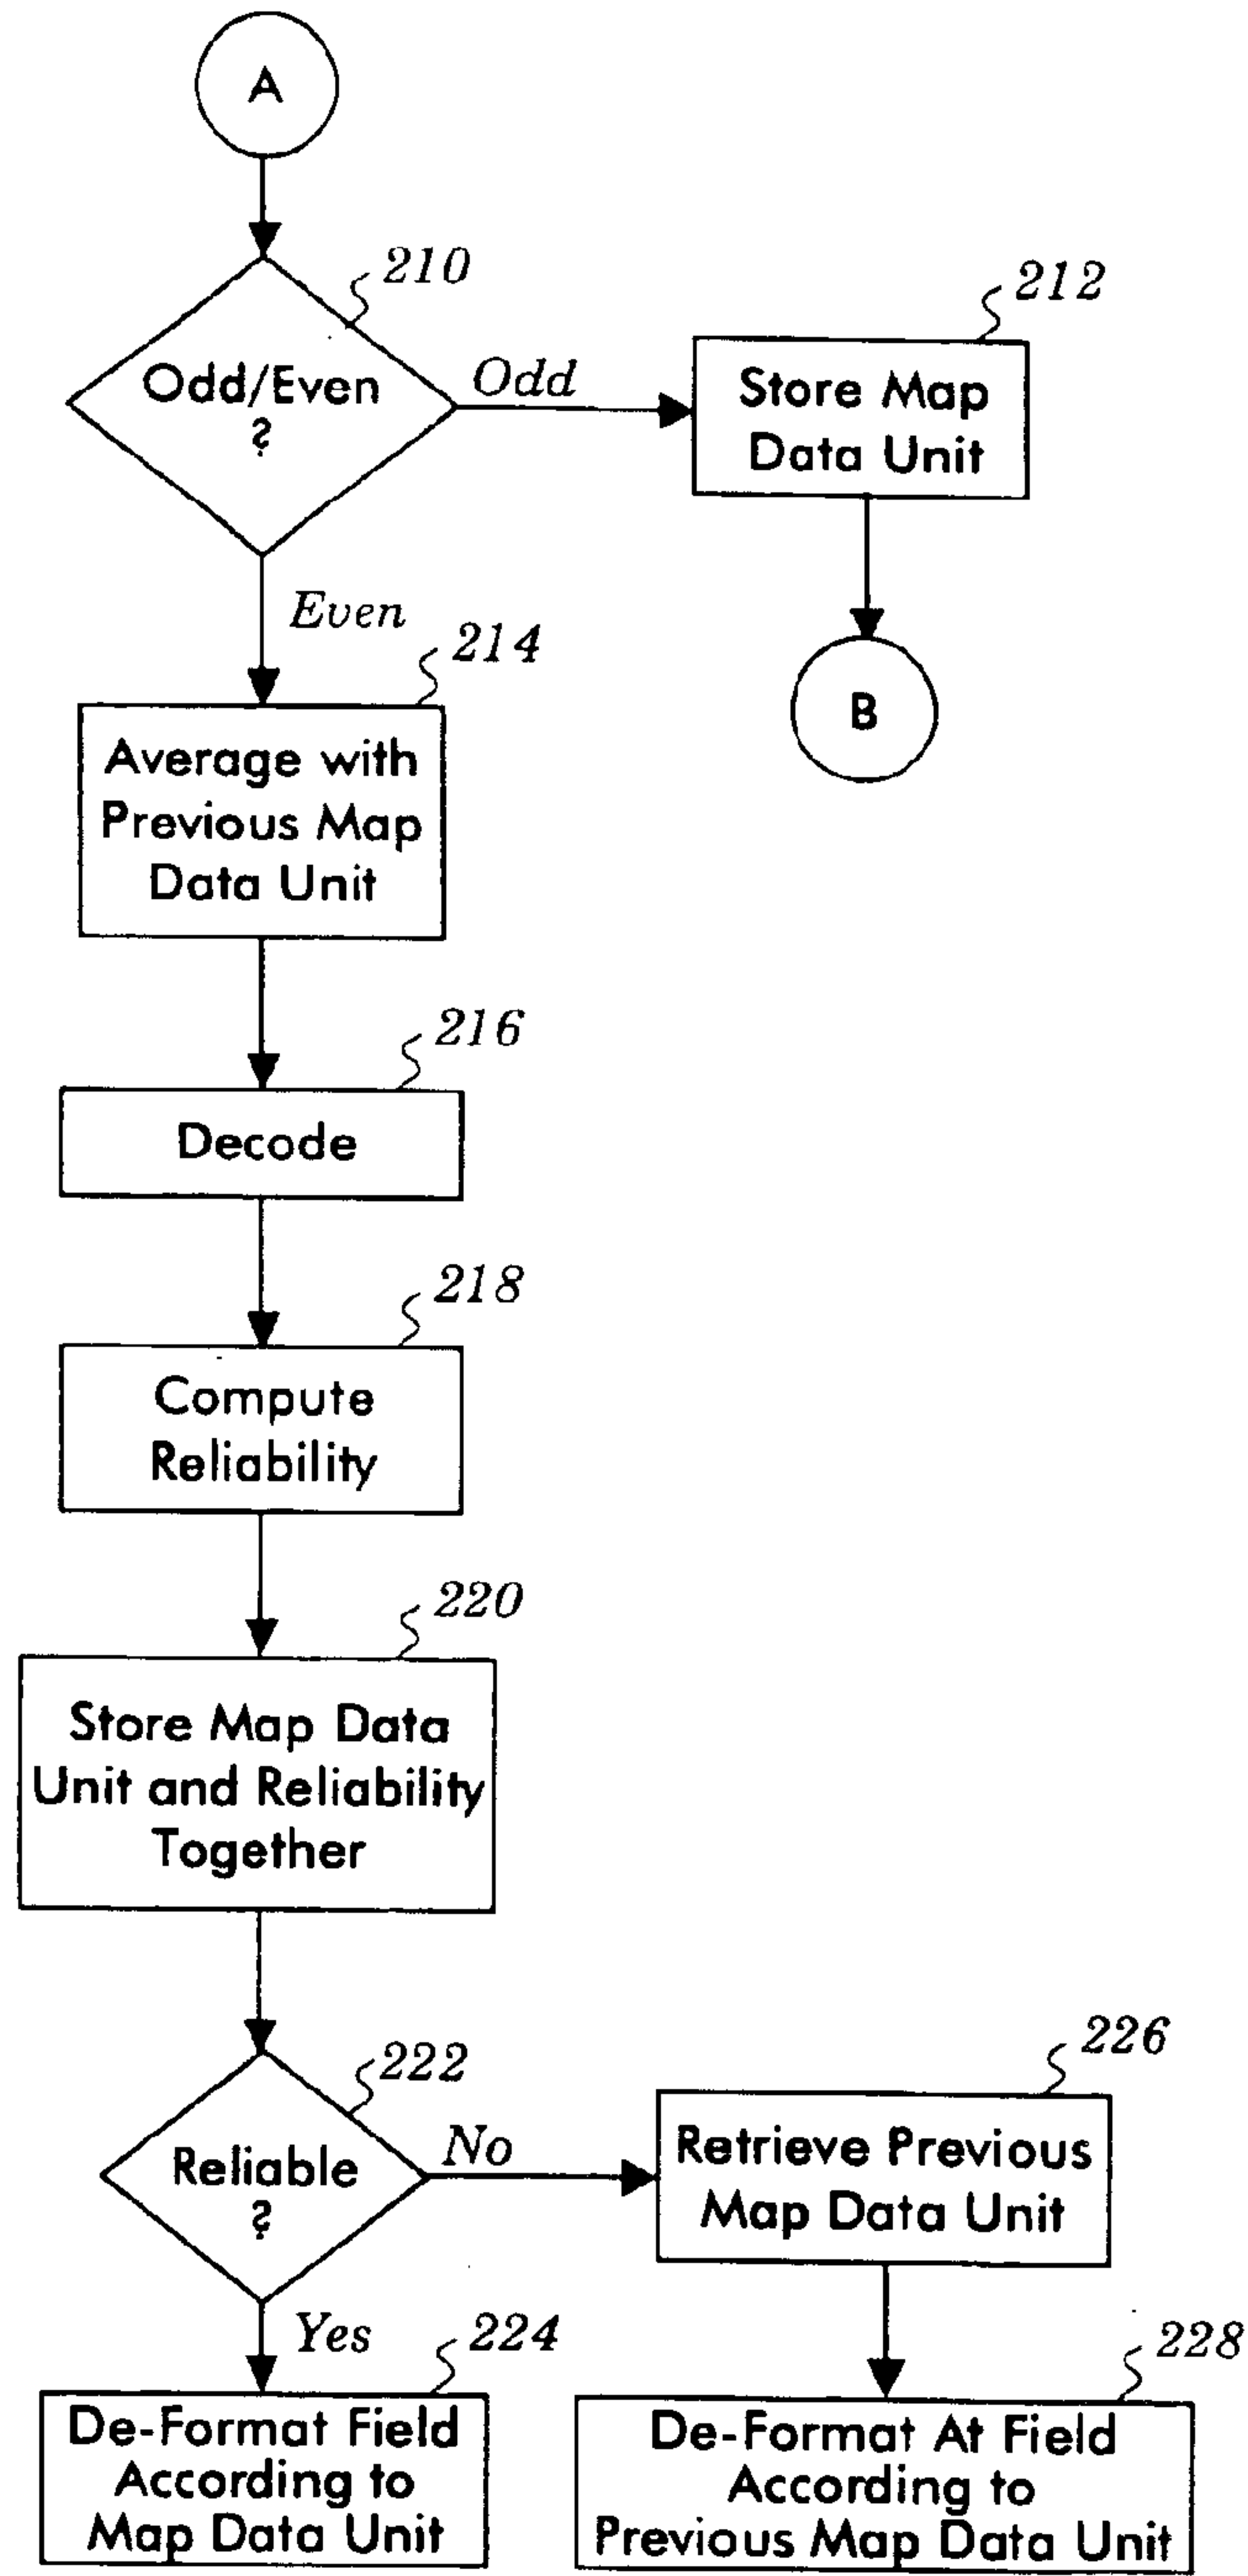 A
210
Odd/Even
?
Odd
212
Store Map
Data Unit
Even
B
214
Average with
Previous Map
Data Unit
216
Decode
218
Compute
Reliability
220
Store Map Data
Unit and Reliability
Together
222
Reliable
?
No
226
Retrieve Previous
Map Data Unit
Yes
224
De-Format Field
According to
Map Data Unit
228
De-Format At Field
According to
Previous Map Data Unit